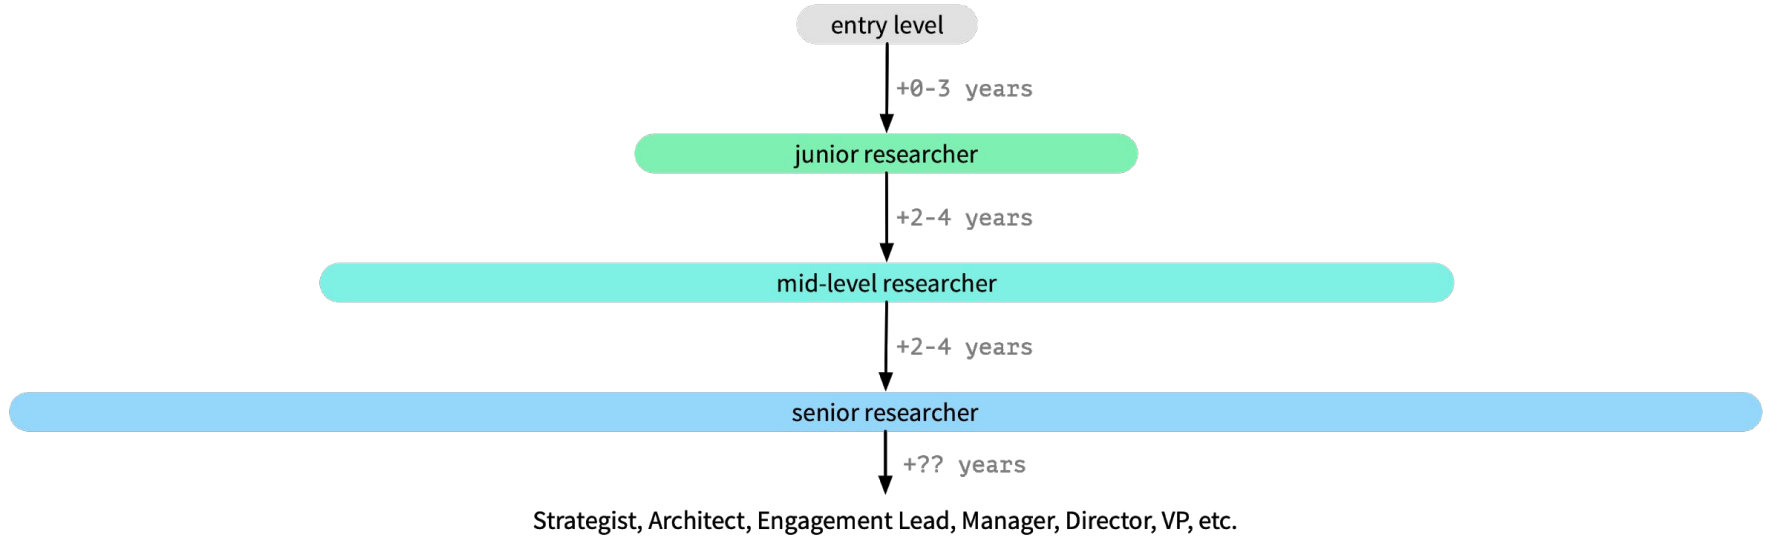 entry level
+0-3 years
junior researcher
+2-4 years
mid-level researcher
+2-4 years
senior researcher
+?? years
Strategist, Architect, Engagement Lead, Manager, Director, VP, etc.